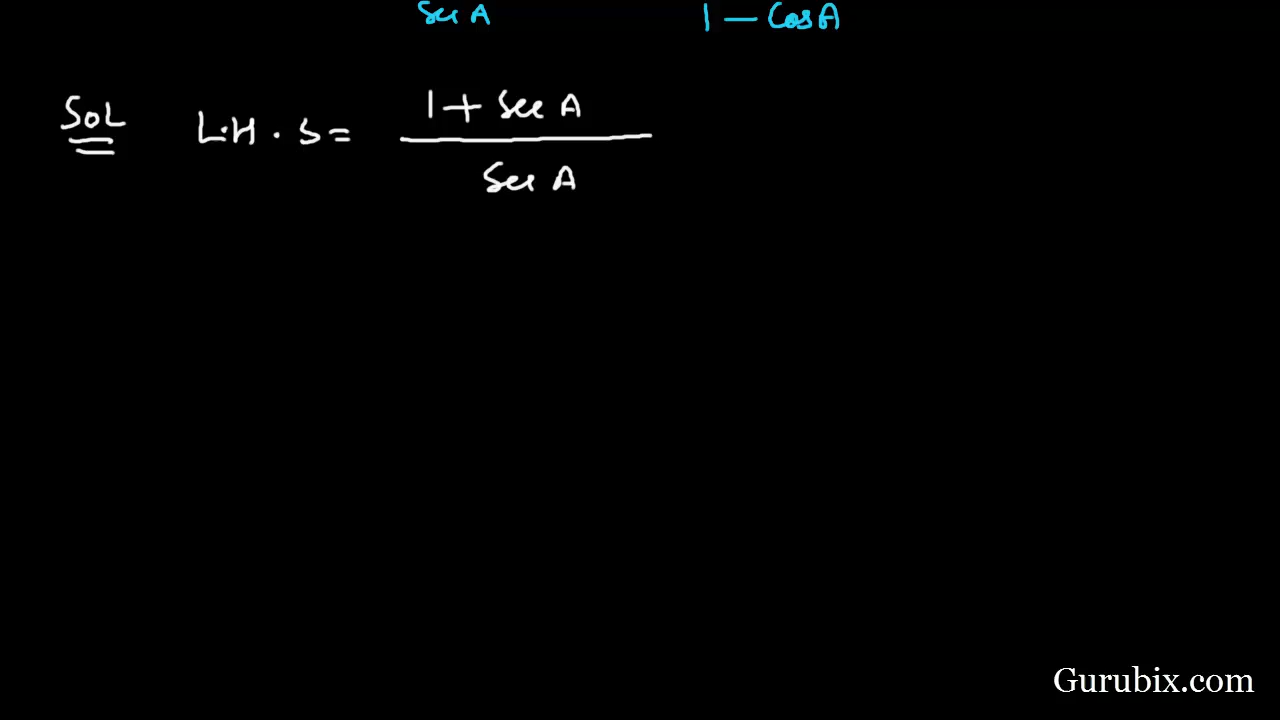 Sec A 1 — Cos A
SOL L.H.S = 1 + Sec A
Sec A
Gurubix.com